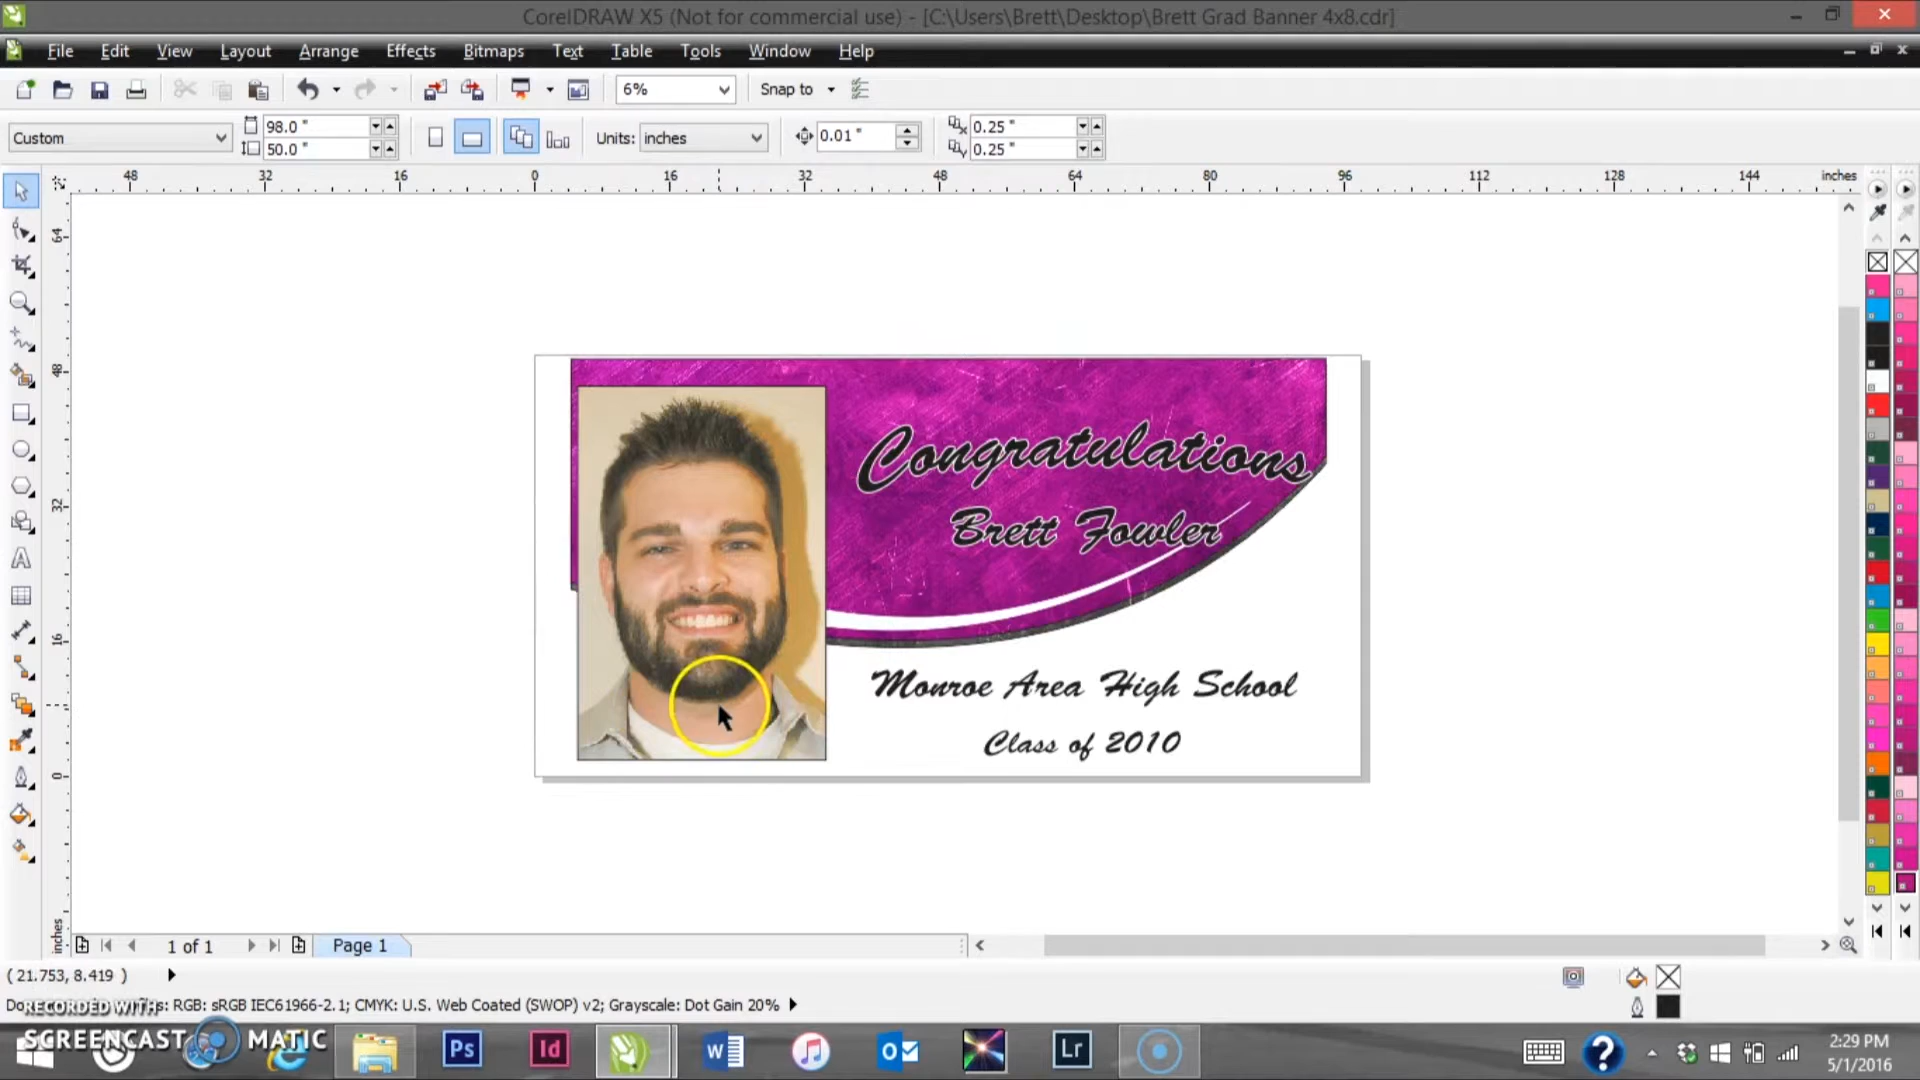 CorelDRAW X5 (Not for commercial use) - [C:\Users\Brett\Desktop\Brett Grad Banner 4x8.cdr]
File Edit View Layout Arrange Effects Bitmaps Text Table Tools Window Help
6% Snap to
Custom 98.0 " 50.0 " Units: inches 0.01 " 0.25 " 0.25 "
48 32 16 0 16 32 48 64 80 96 112 128 144 inches
64
48
32
16
0
inches
Congratulations
Brett Fowler
Monroe Area High School
Class of 2010
1 of 1 Page 1
( 21.753, 8.419 )
RGB: sRGB IEC61966-2.1; CMYK: U.S. Web Coated (SWOP) v2; Grayscale: Dot Gain 20%
RECORDED WITH
SCREENCAST MATIC
Ps Id W Lr
2:29 PM
5/1/2016